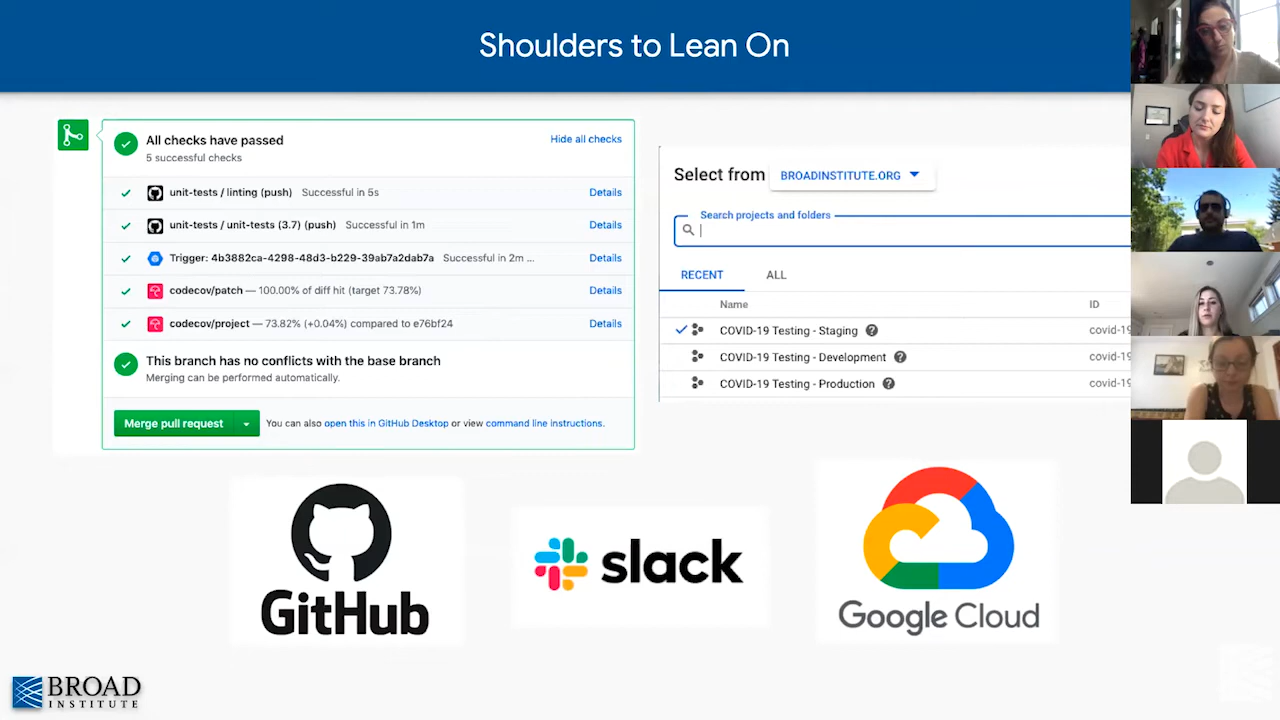 Shoulders to Lean On
All checks have passed
Hide all checks
5 successful checks
unit-tests / linting (push) Successful in 5s Details
unit-tests / unit-tests (3.7) (push) Successful in 1m Details
Trigger: 4b3882ca-4298-48d3-b229-39ab7a2dab7a Successful in 2m ... Details
codecov/patch — 100.00% of diff hit (target 73.78%) Details
codecov/project — 73.82% (+0.04%) compared to e76bf24 Details
This branch has no conflicts with the base branch
Merging can be performed automatically.
Merge pull request You can also open this in GitHub Desktop or view command line instructions.
Select from BROADINSTITUTE.ORG
Search projects and folders
RECENT ALL
Name ID
COVID-19 Testing - Staging covid-19
COVID-19 Testing - Development covid-19
COVID-19 Testing - Production covid-19
GitHub
slack
Google Cloud
BROAD
INSTITUTE